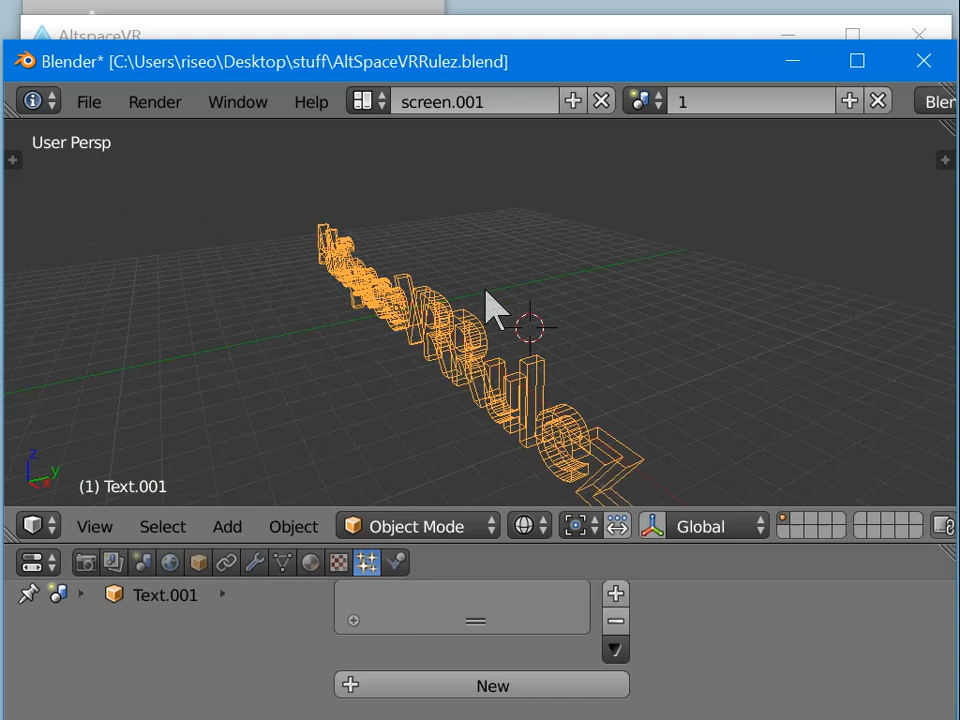 AltspaceVR
Blender* [C:\Users\riseo\Desktop\stuff\AltSpaceVRRulez.blend]
File Render Window Help screen.001 1 Blen
User Persp
z
y
(1) Text.001
View Select Add Object Object Mode Global
Text.001
New